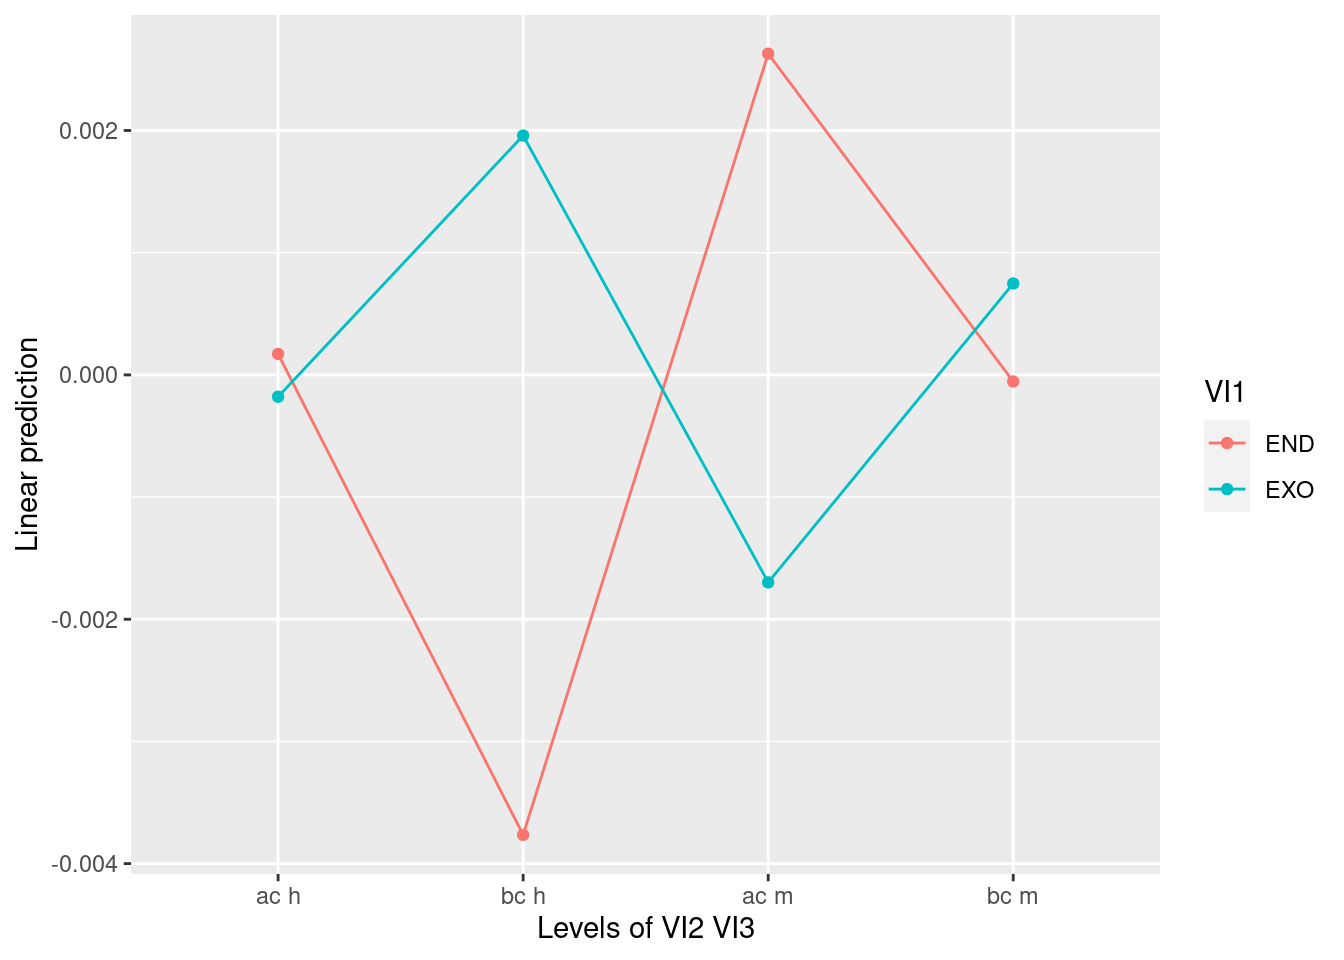 0.002
0.000
-0.002
-0.004
Linear prediction
ac h
bc h
ac m
bc m
Levels of VI2 VI3
VI1
END
EXO